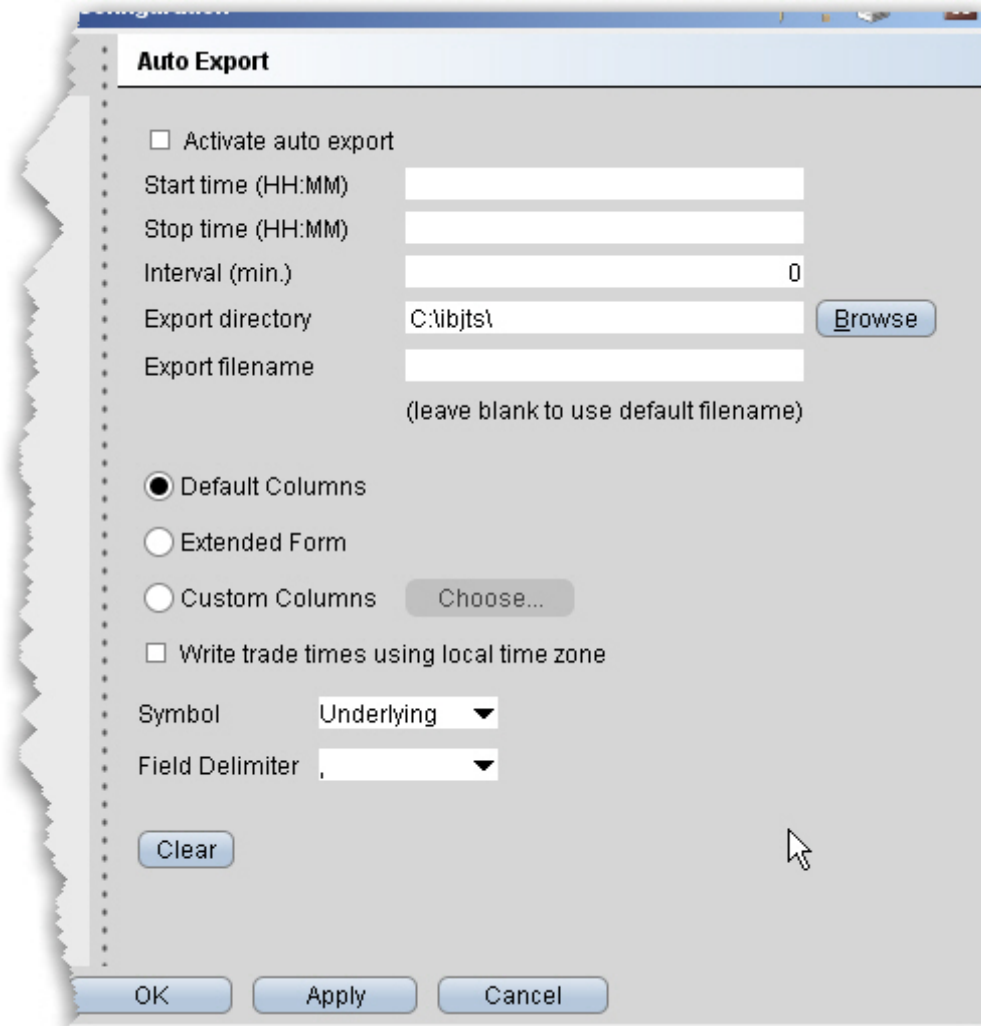 Configuration
Auto Export
Activate auto export
Start time (HH:MM)
Stop time (HH:MM)
Interval (min.) 0
Export directory C:\ibjts\ Browse
Export filename
(leave blank to use default filename)
Default Columns
Extended Form
Custom Columns Choose...
Write trade times using local time zone
Symbol Underlying
Field Delimiter ,
Clear
OK Apply Cancel